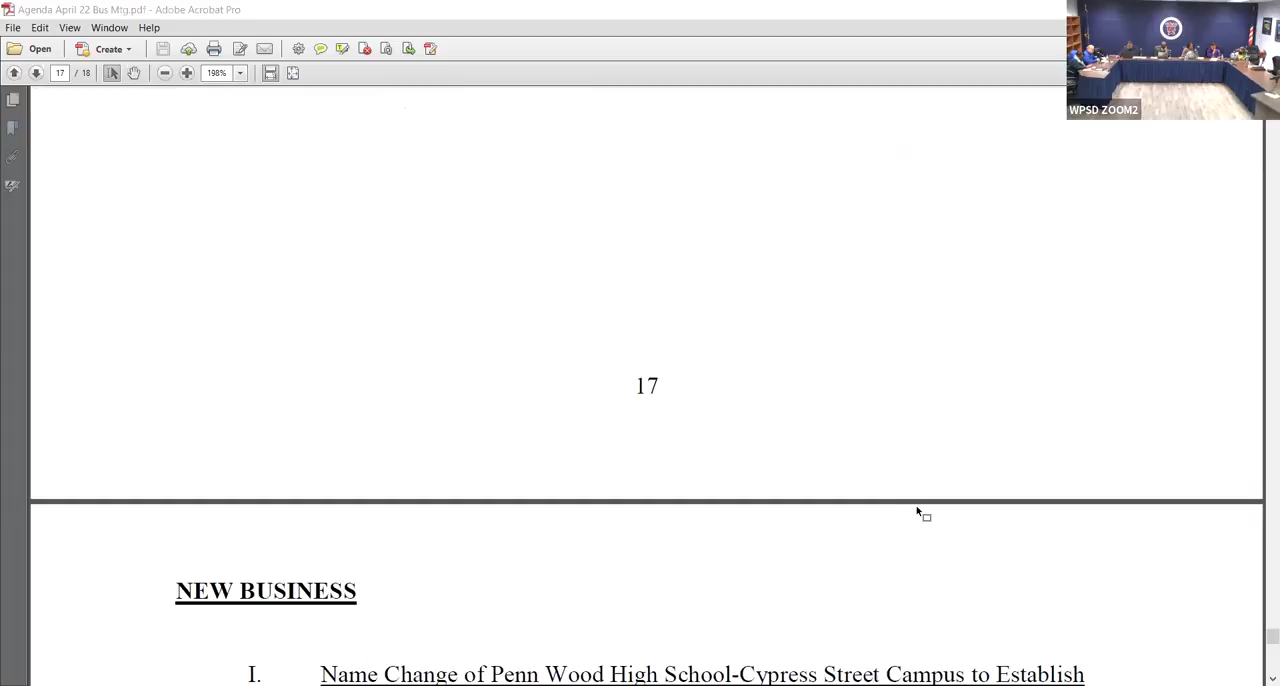 Agenda April 22 Bus Mtg.pdf - Adobe Acrobat Pro
File Edit View Window Help
Open Create
17 / 18 198%
WPSD ZOOM2
17
NEW BUSINESS
I. Name Change of Penn Wood High School-Cypress Street Campus to Establish